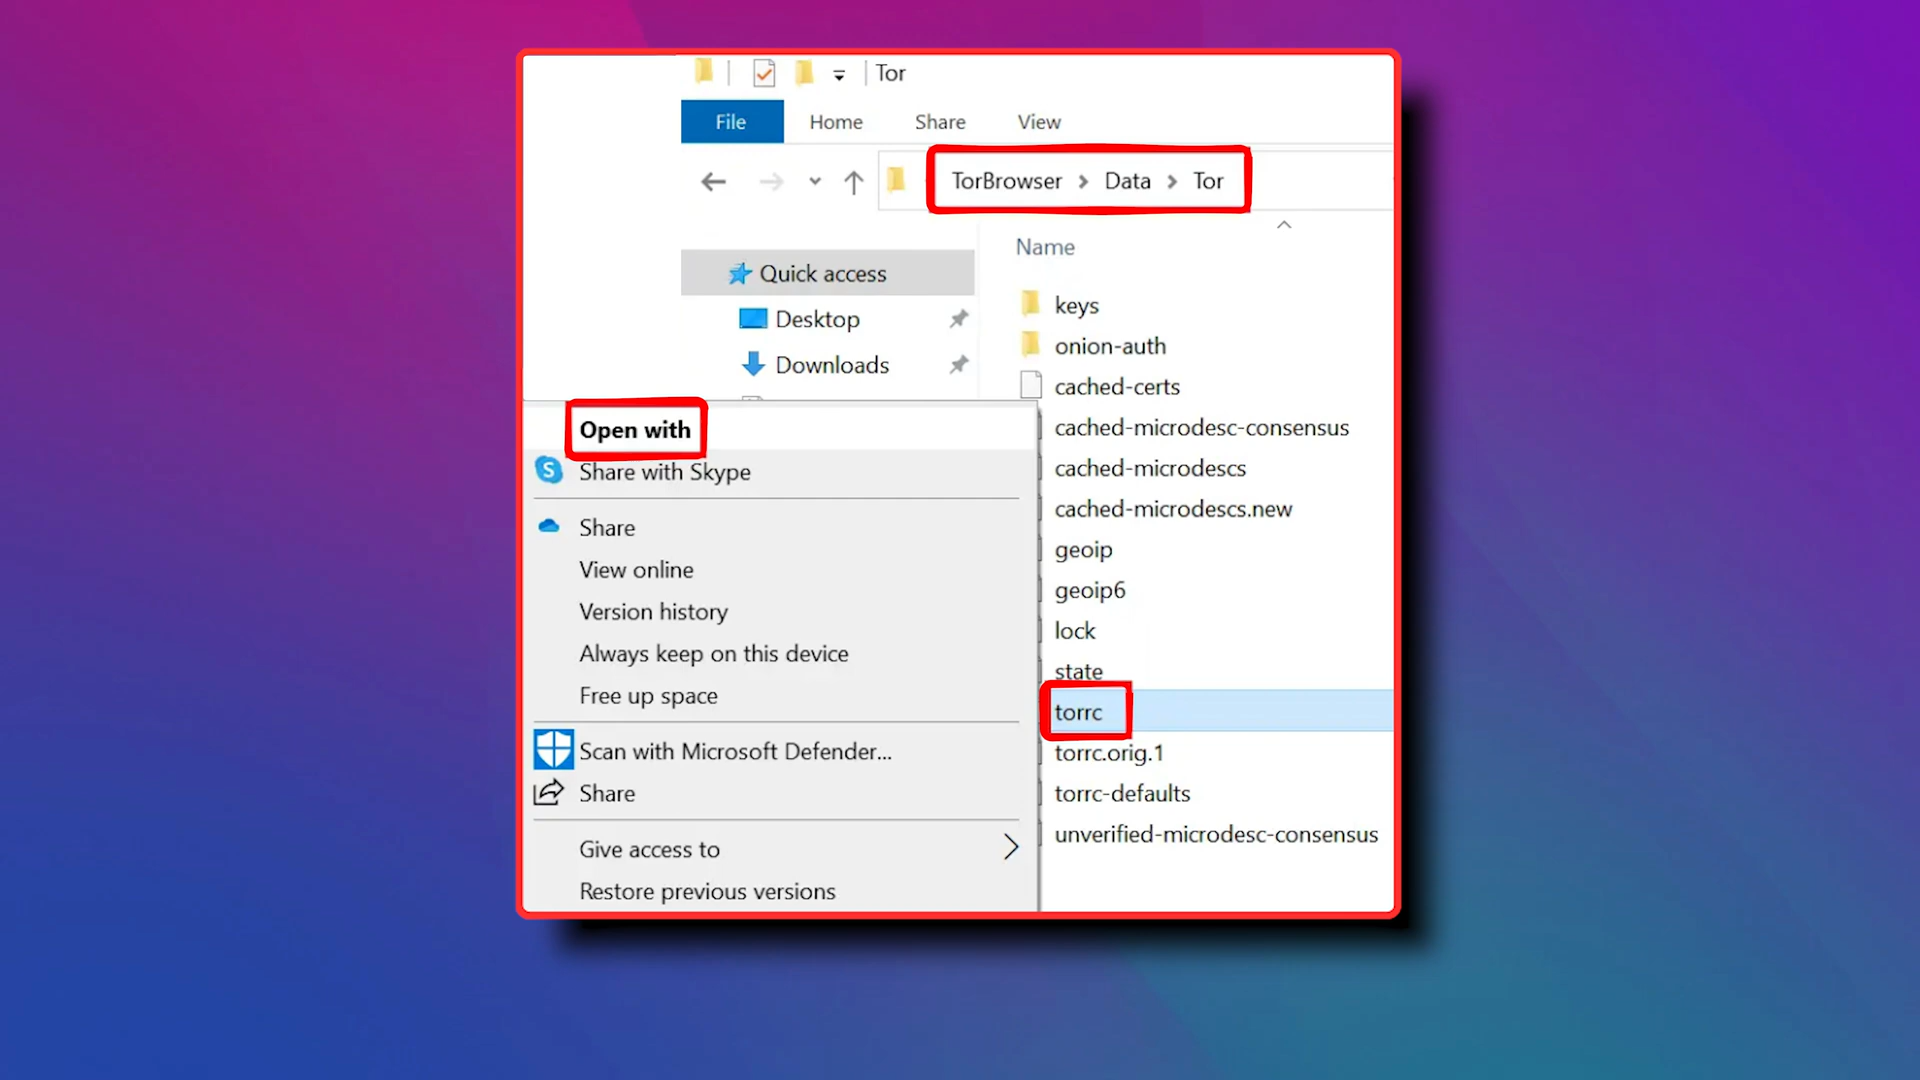 Tor
File Home Share View
TorBrowser Data Tor
Name
Quick access
Desktop
Downloads
keys
onion-auth
cached-certs
cached-microdesc-consensus
cached-microdescs
cached-microdescs.new
geoip
geoip6
lock
state
torrc
torrc.orig.1
torrc-defaults
unverified-microdesc-consensus
Open with
Share with Skype
Share
View online
Version history
Always keep on this device
Free up space
Scan with Microsoft Defender...
Share
Give access to
Restore previous versions